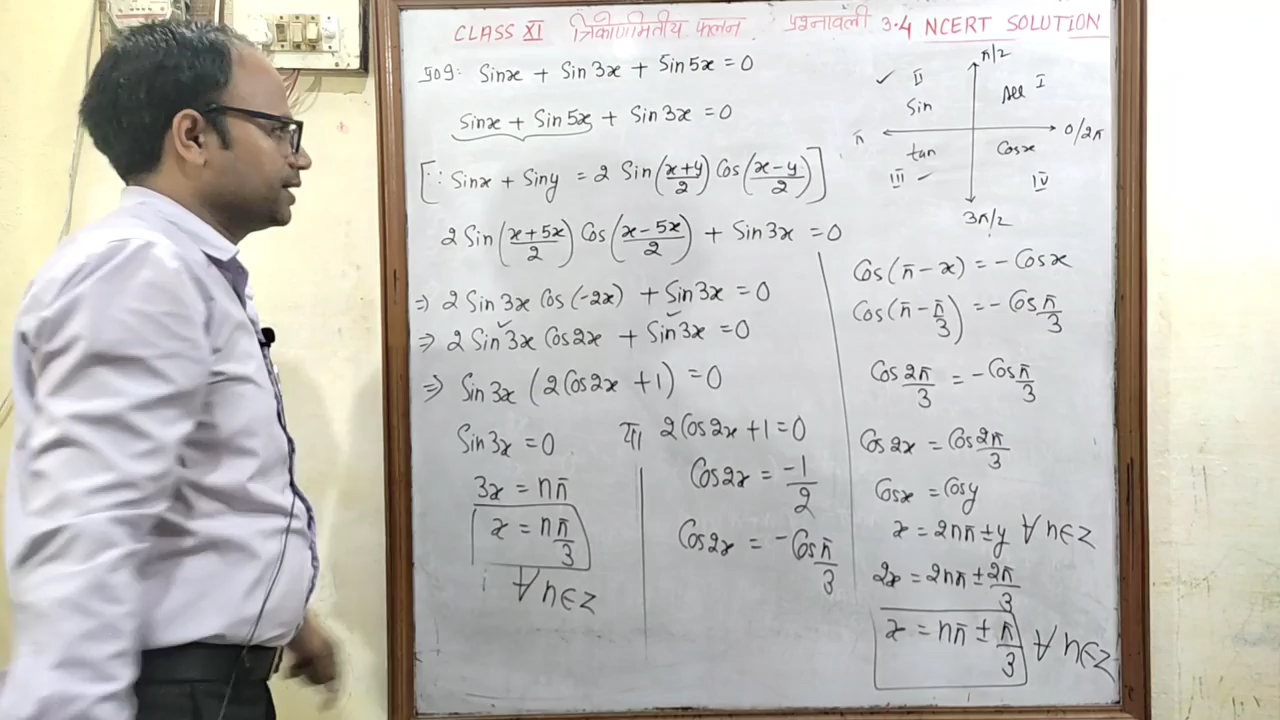 CLASS XI त्रिकोणमितीय फलन प्रश्नावली 3.4 NCERT SOLUTION
प्र09: Sinx + Sin3x + Sin5x = 0
Sinx + Sin5x + Sin3x = 0
[∵ Sinx + Siny = 2 Sin((x+y)/2) Cos((x-y)/2)]
2 Sin((x+5x)/2) Cos((x-5x)/2) + Sin3x = 0
⇒ 2 Sin3x Cos(-2x) + Sin3x = 0
⇒ 2 Sin3x Cos2x + Sin3x = 0
⇒ Sin3x (2Cos2x + 1) = 0
Sin3x = 0 या 2Cos2x + 1 = 0
3x = nπ
x = nπ/3
∀ n∈Z
Cos2x = -1/2
Cos2x = -Cos π/3
π/2
✓ II All I
Sin
π 0/2π
tan Cosx
III IV
3π/2
Cos(π - x) = - Cosx
Cos(π - π/3) = - Cos π/3
Cos 2π/3 = - Cos π/3
Cos2x = Cos 2π/3
Cosx = Cosy
x = 2nπ ± y ∀ n∈Z
2x = 2nπ ± 2π/3
x = nπ ± π/3 ∀ n∈Z